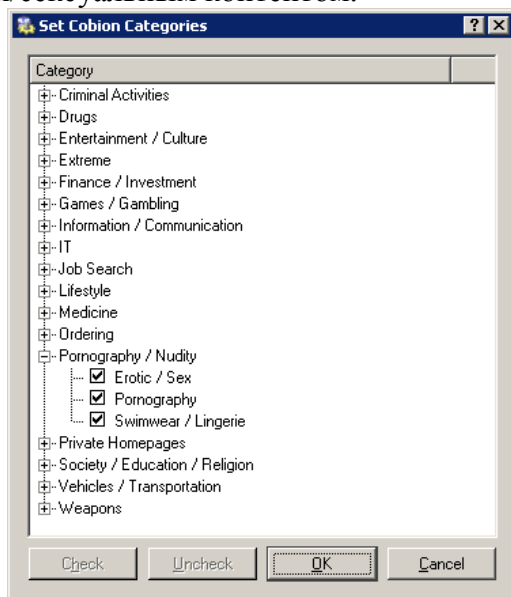 сексуальным контентом.
Set Cobion Categories
Category
Criminal Activities
Drugs
Entertainment / Culture
Extreme
Finance / Investment
Games / Gambling
Information / Communication
IT
Job Search
Lifestyle
Medicine
Ordering
Pornography / Nudity
Erotic / Sex
Pornography
Swimwear / Lingerie
Private Homepages
Society / Education / Religion
Vehicles / Transportation
Weapons
Check Uncheck OK Cancel